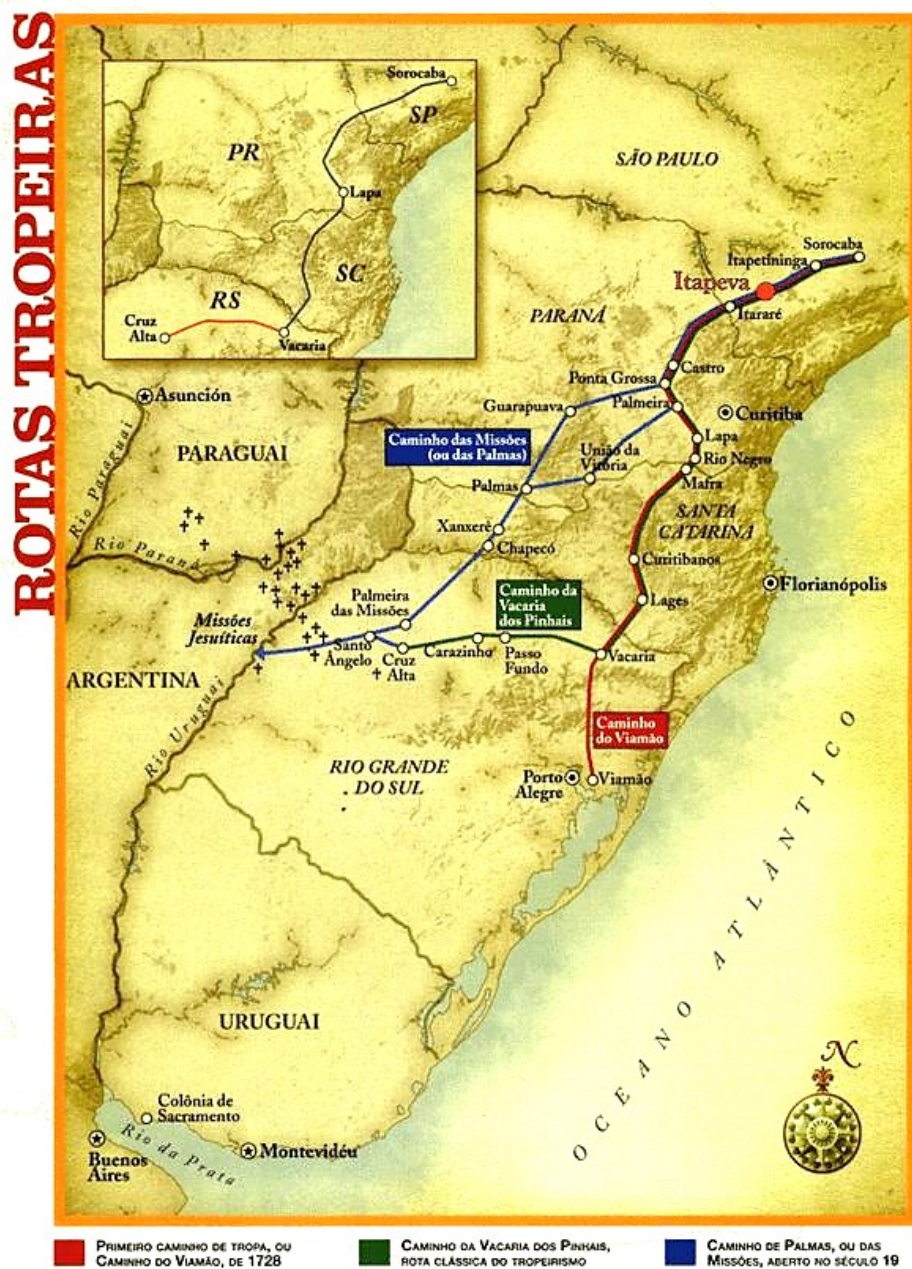 ROTAS TROPEIRAS
Sorocaba
SP
PR
Lapa
SC
RS
Cruz
Alta
Vacaria
SÃO PAULO
Sorocaba
Itapetininga
Itapeva
Itararé
PARANÁ
Castro
Ponta Grossa
Asunción
Guarapuava
Palmeira
Curitiba
Caminho das Missões
(ou das Palmas)
Lapa
PARAGUAI
União da
Vitória
Rio Negro
Mafra
Rio Paraguai
Palmas
SANTA
CATARINA
Xanxerê
Chapecó
Rio Paraná
Curitibanos
Florianópolis
Caminho da
Vacaria
dos Pinhais
Palmeira
das Missões
Lages
Missões
Jesuíticas
Santo
Ângelo
Cruz
Alta
Carazinho
Passo
Fundo
Vacaria
ARGENTINA
Rio Uruguai
Caminho
do Viamão
RIO GRANDE
DO SUL
Porto
Alegre
Viamão
OCEANO ATLÂNTICO
URUGUAI
N
Colônia de
Sacramento
Rio da Prata
Buenos
Aires
Montevidéu
PRIMEIRO CAMINHO DE TROPA, OU
CAMINHO DO VIAMÃO, DE 1728
CAMINHO DA VACARIA DOS PINHAIS,
ROTA CLÁSSICA DO TROPEIRISMO
CAMINHO DE PALMAS, OU DAS
MISSÕES, ABERTO NO SÉCULO 19